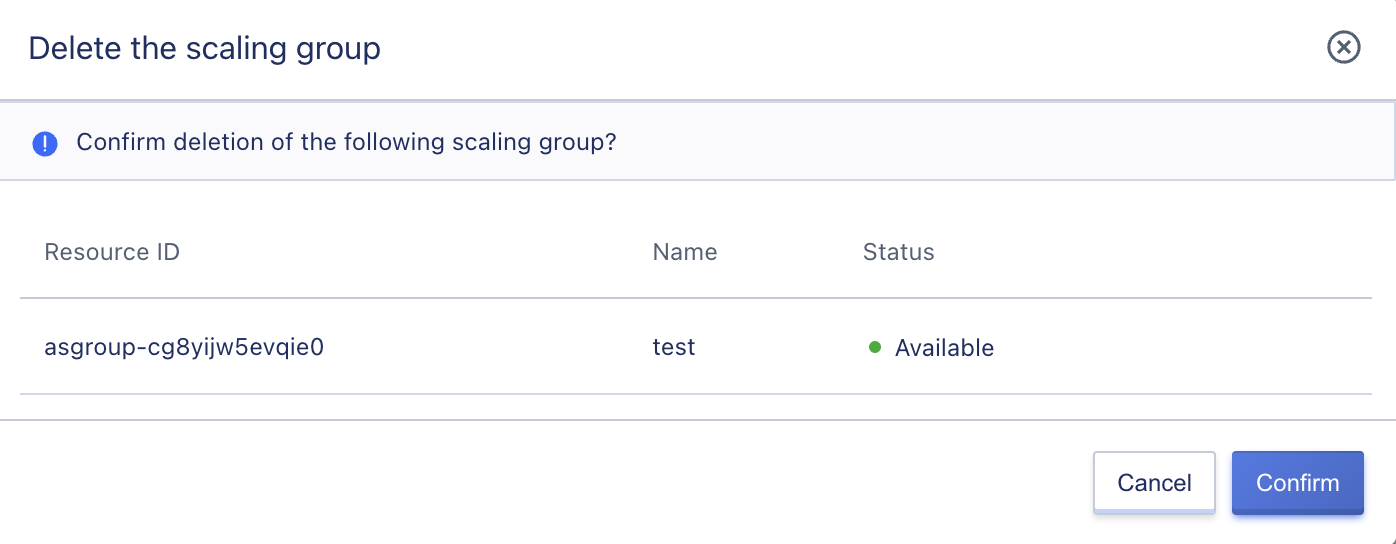 Delete the scaling group
Confirm deletion of the following scaling group?
Resource ID Name Status
asgroup-cg8yijw5evqie0 test Available
Cancel Confirm